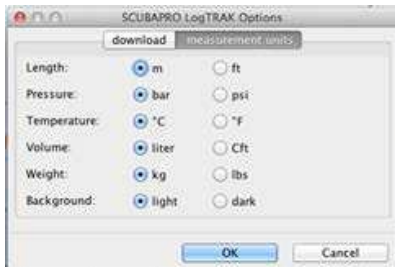 SCUBAPRO LogTRAK Options
download measurement units
Length: m ft
Pressure: bar psi
Temperature: °C °F
Volume: liter Cft
Weight: kg lbs
Background: light dark
OK Cancel